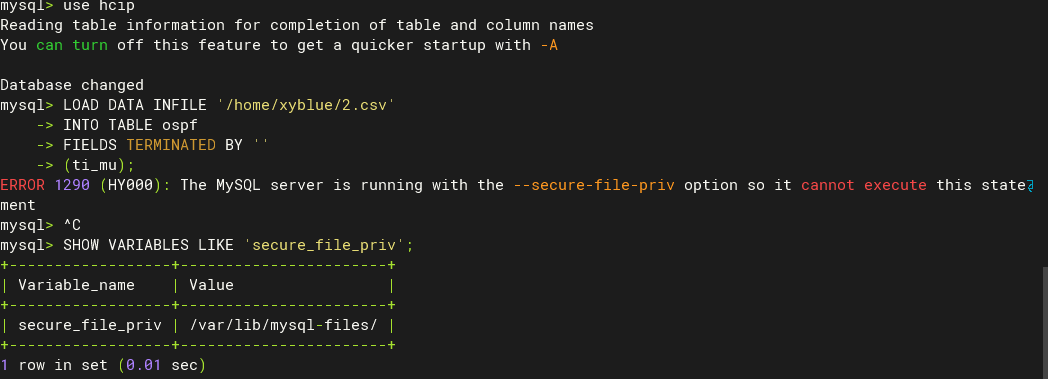 mysql> use hcip
Reading table information for completion of table and column names
You can turn off this feature to get a quicker startup with -A
Database changed
mysql> LOAD DATA INFILE '/home/xyblue/2.csv'
    -> INTO TABLE ospf
    -> FIELDS TERMINATED BY ''
    -> (ti_mu);
ERROR 1290 (HY000): The MySQL server is running with the --secure-file-priv option so it cannot execute this state
ment
mysql> ^C
mysql> SHOW VARIABLES LIKE 'secure_file_priv';
+------------------+-----------------------+
| Variable_name    | Value                 |
+------------------+-----------------------+
| secure_file_priv | /var/lib/mysql-files/ |
+------------------+-----------------------+
1 row in set (0.01 sec)